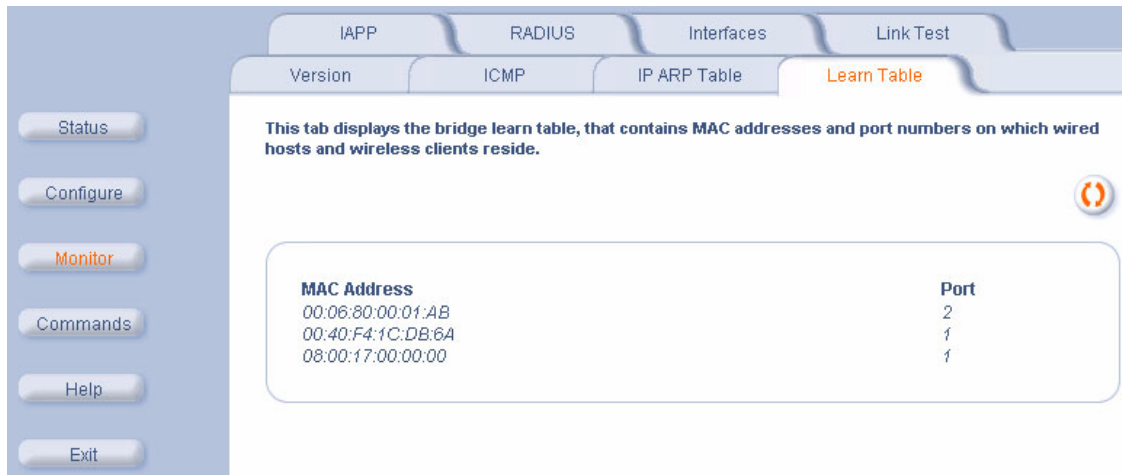 IAPP RADIUS Interfaces Link Test
Version ICMP IP ARP Table Learn Table
Status
Configure
Monitor
Commands
Help
Exit
This tab displays the bridge learn table, that contains MAC addresses and port numbers on which wired
hosts and wireless clients reside.
MAC Address Port
00:06:80:00:01:AB 2
00:40:F4:1C:DB:6A 1
08:00:17:00:00:00 1